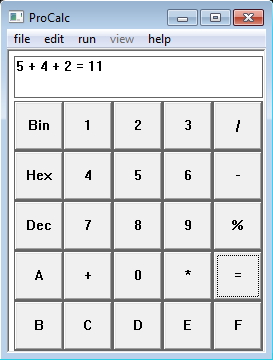 ProCalc
file edit run view help
5 + 4 + 2 = 11
Bin 1 2 3 /
Hex 4 5 6 -
Dec 7 8 9 %
A + 0 * =
B C D E F